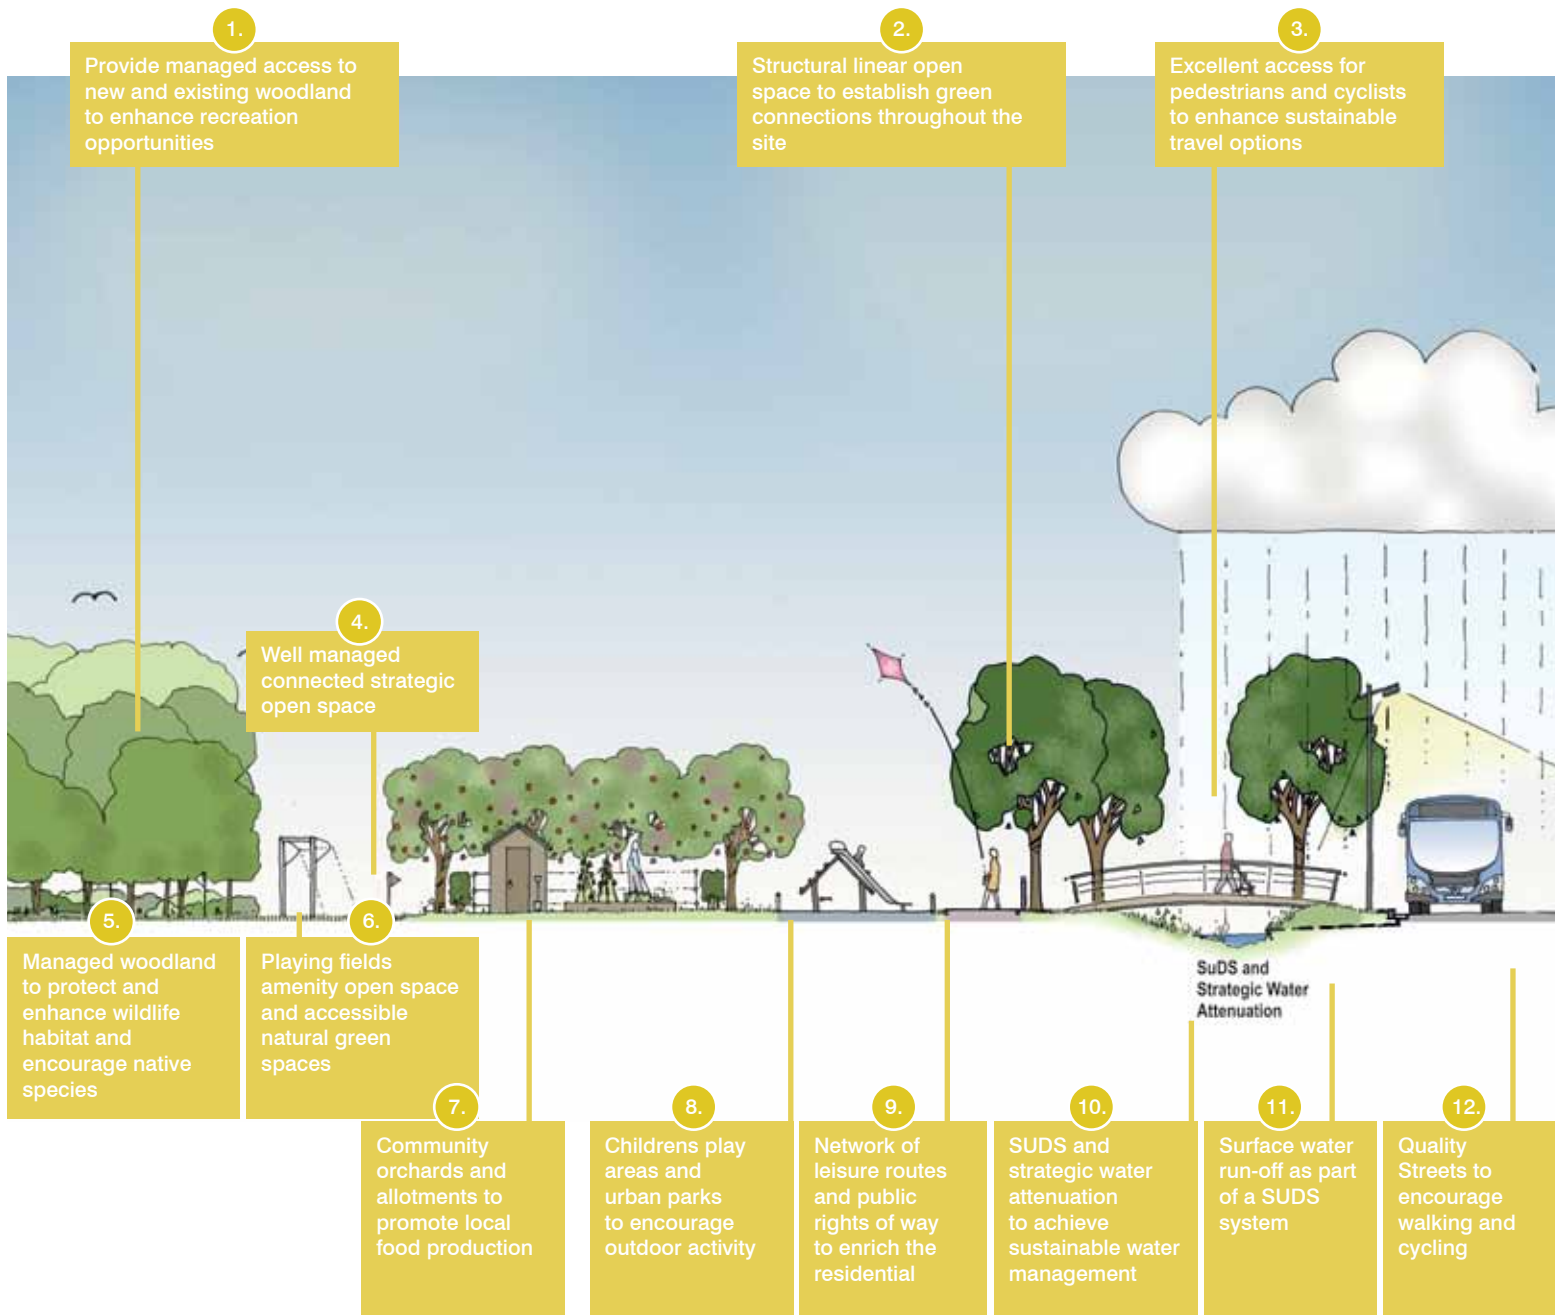 1.
Provide managed access to
new and existing woodland
to enhance recreation
opportunities
2.
Structural linear open
space to establish green
connections throughout the
site
3.
Excellent access for
pedestrians and cyclists
to enhance sustainable
travel options
4.
Well managed
connected strategic
open space
5.
Managed woodland
to protect and
enhance wildlife
habitat and
encourage native
species
6.
Playing fields
amenity open space
and accessible
natural green
spaces
SuDS and
Strategic Water
Attenuation
7.
Community
orchards and
allotments to
promote local
food production
8.
Childrens play
areas and
urban parks
to encourage
outdoor activity
9.
Network of
leisure routes
and public
rights of way
to enrich the
residential
10.
SUDS and
strategic water
attenuation
to achieve
sustainable water
management
11.
Surface water
run-off as part
of a SUDS
system
12.
Quality
Streets to
encourage
walking and
cycling